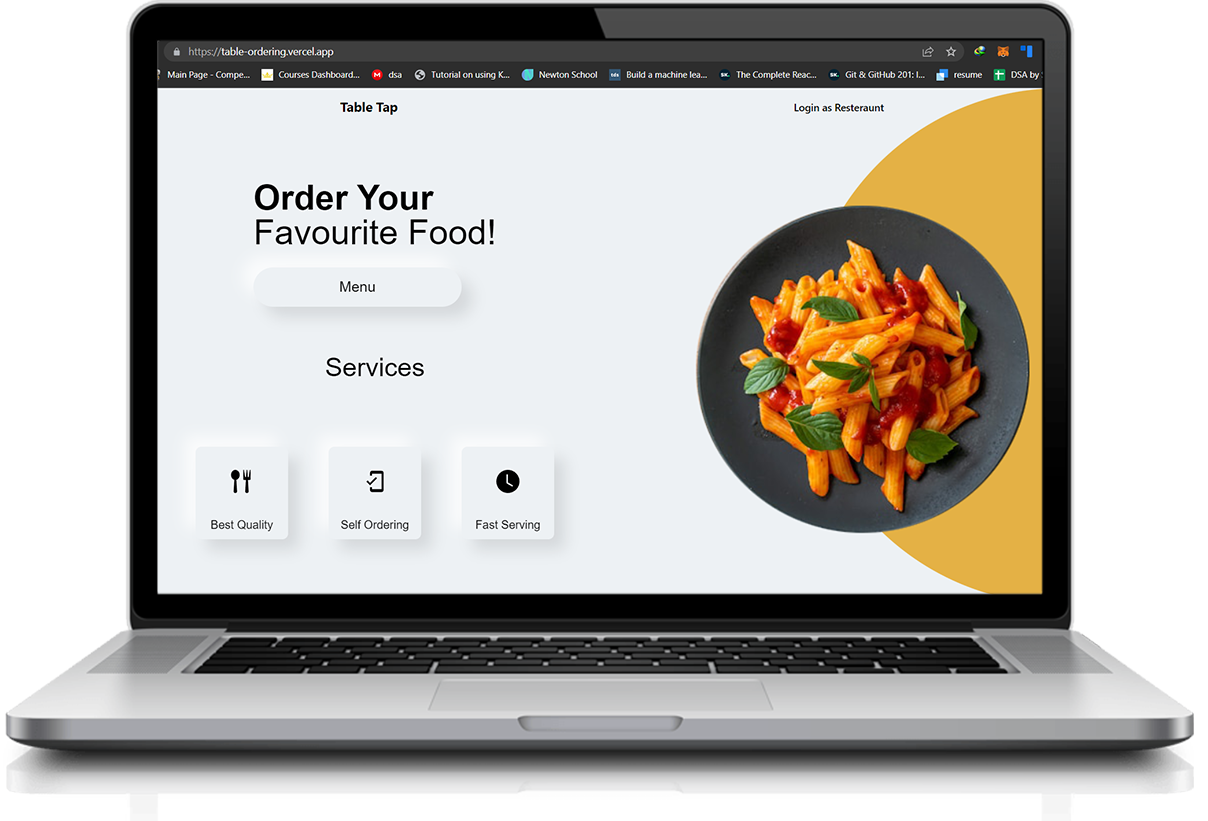 https://table-ordering.vercel.app
Main Page - Compe... Courses Dashboard... dsa Tutorial on using K... Newton School Build a machine lea... The Complete Reac... Git & GitHub 201: I... resume DSA by
Table Tap
Login as Resteraunt
Order Your
Favourite Food!
Menu
Services
Best Quality
Self Ordering
Fast Serving